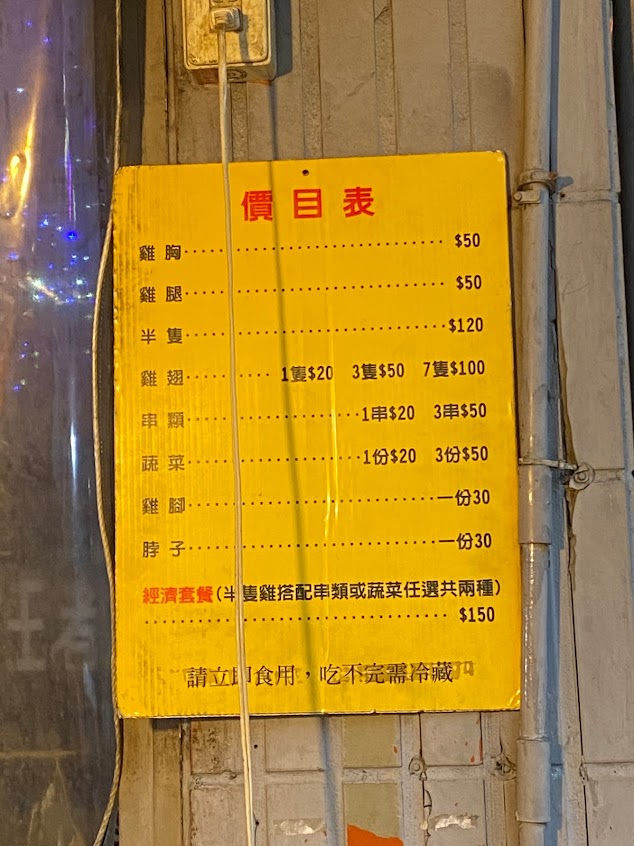 價目表
雞胸 $50
雞腿 $50
半隻 $120
雞翅 1隻$20 3隻$50 7隻$100
串類 1串$20 3串$50
蔬菜 1份$20 3份$50
雞腳 一份30
脖子 一份30
經濟套餐(半隻雞搭配串類或蔬菜任選共兩種)
$150
請立即食用，吃不完需冷藏